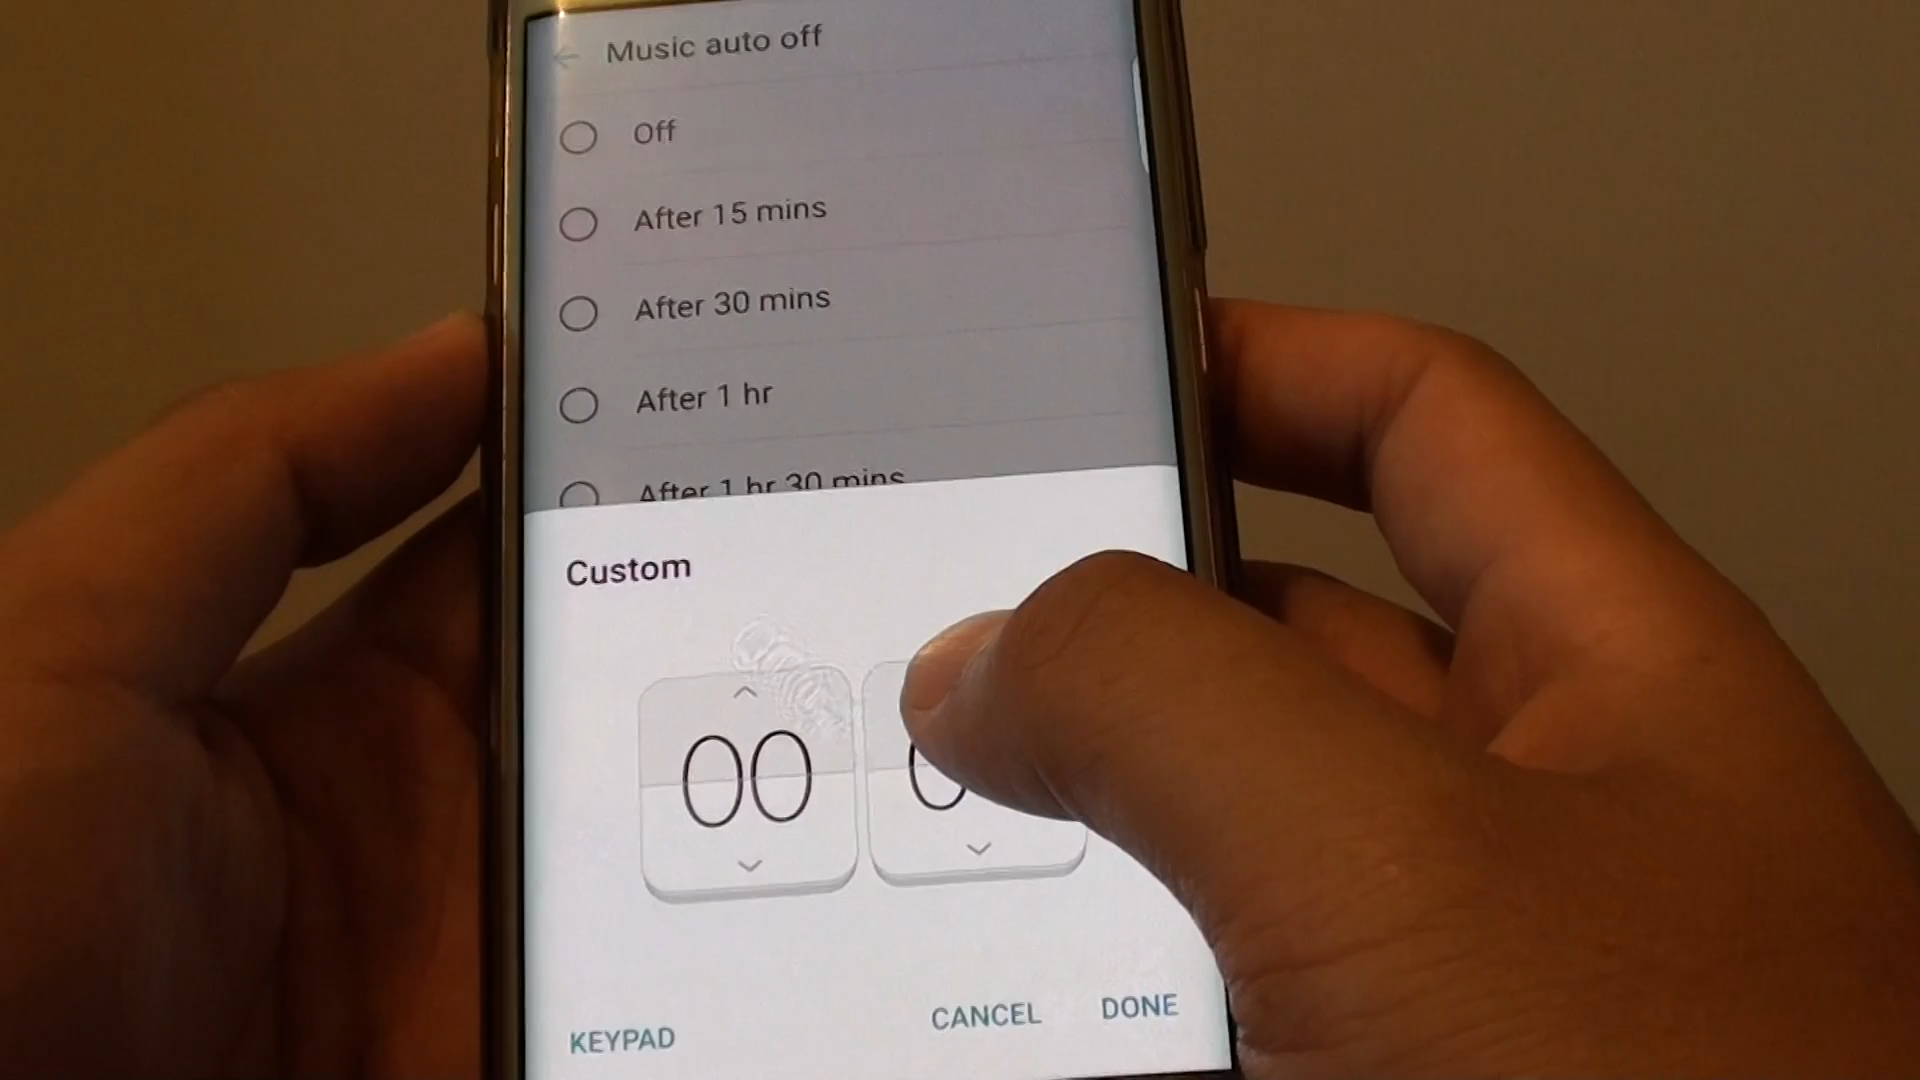 Music auto off
Off
After 15 mins
After 30 mins
After 1 hr
After 1 hr 30 mins
Custom
00
KEYPAD
CANCEL
DONE